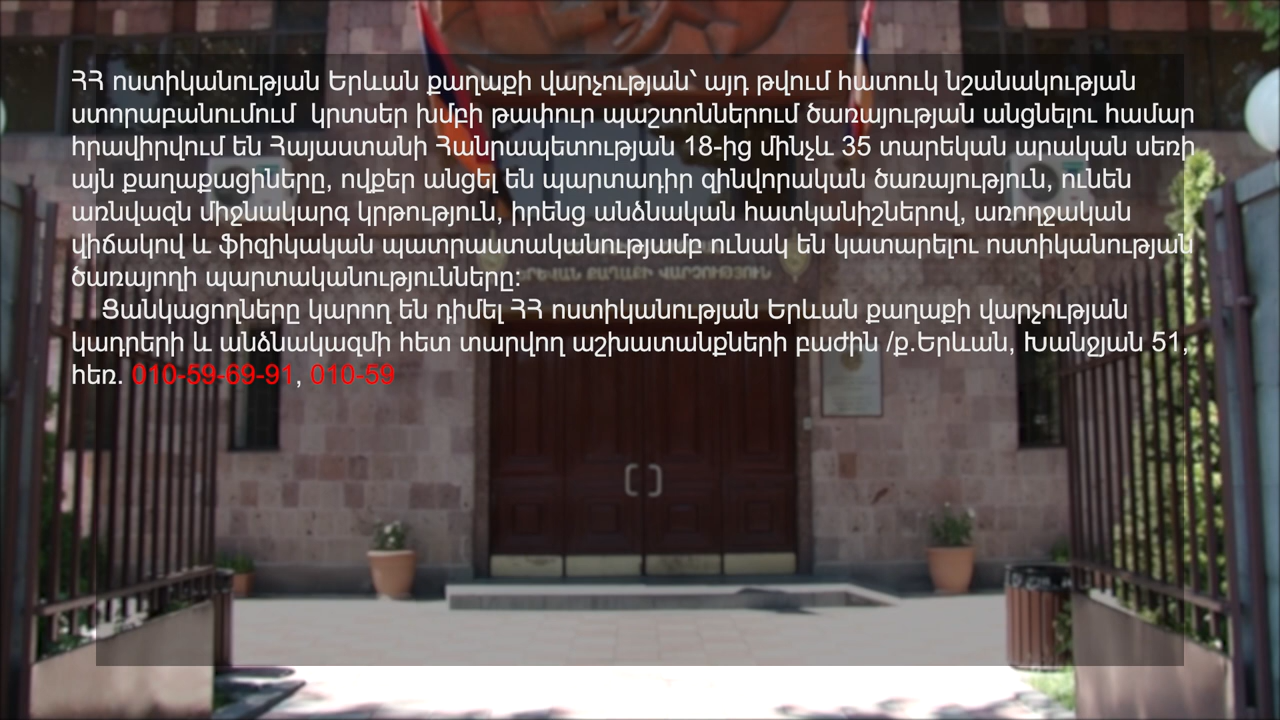 ՀՀ ոստիկանության Երևան քաղաքի վարչության՝ այդ թվում հատուկ նշանակության
ստորաբանումում կրտսեր խմբի թափուր պաշտոններում ծառայության անցնելու համար
հրավիրվում են Հայաստանի Հանրապետության 18-ից մինչև 35 տարեկան արական սեռի
այն քաղաքացիները, ովքեր անցել են պարտադիր զինվորական ծառայություն, ունեն
առնվազն միջնակարգ կրթություն, իրենց անձնական հատկանիշներով, առողջական
վիճակով և ֆիզիկական պատրաստականությամբ ունակ են կատարելու ոստիկանության
ծառայողի պարտականությունները:
ԵՐԵՎԱՆ ՔԱՂԱՔԻ ՎԱՐՉՈՒԹՅՈՒՆ
Ցանկացողները կարող են դիմել ՀՀ ոստիկանության Երևան քաղաքի վարչության
կադրերի և անձնակազմի հետ տարվող աշխատանքների բաժին /ք.Երևան, Խանջյան 51,
հեռ. 010-59-69-91, 010-59